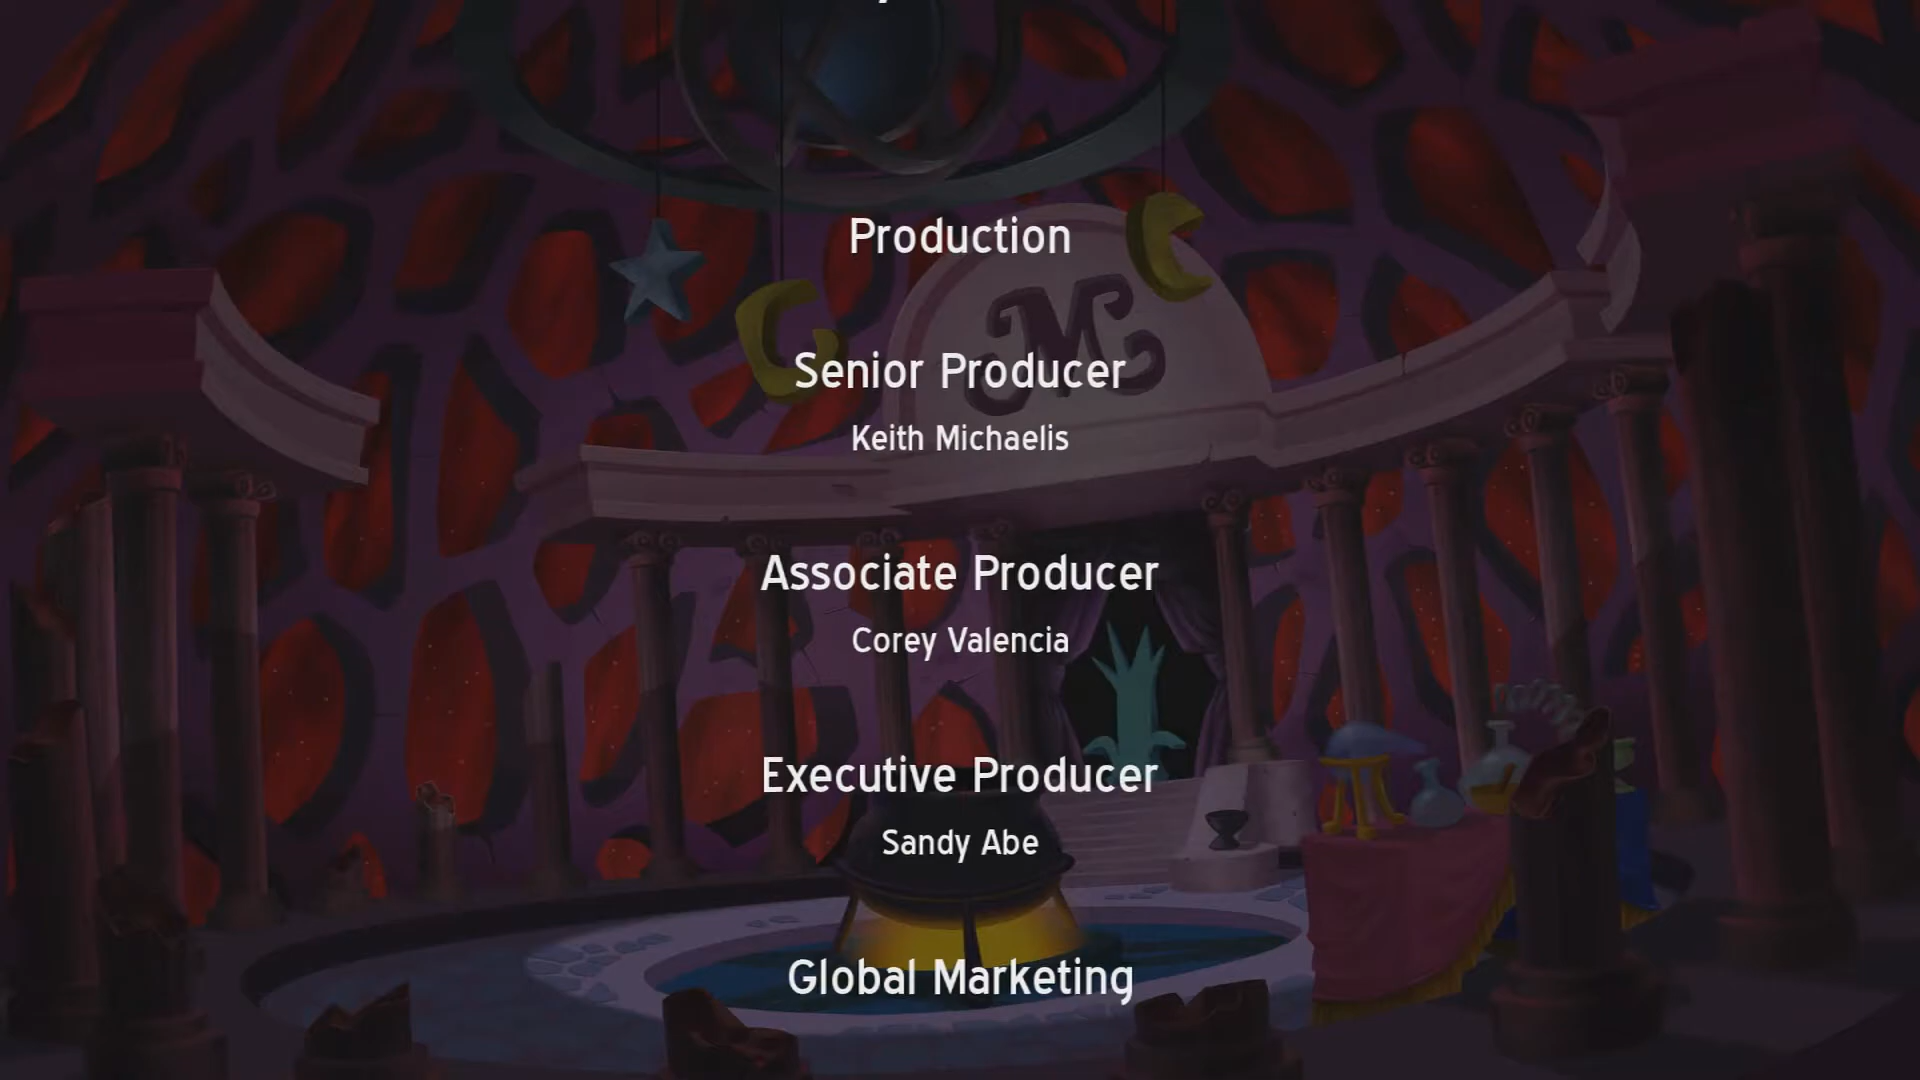 Production
M
Senior Producer
Keith Michaelis
Associate Producer
Corey Valencia
Executive Producer
Sandy Abe
Global Marketing